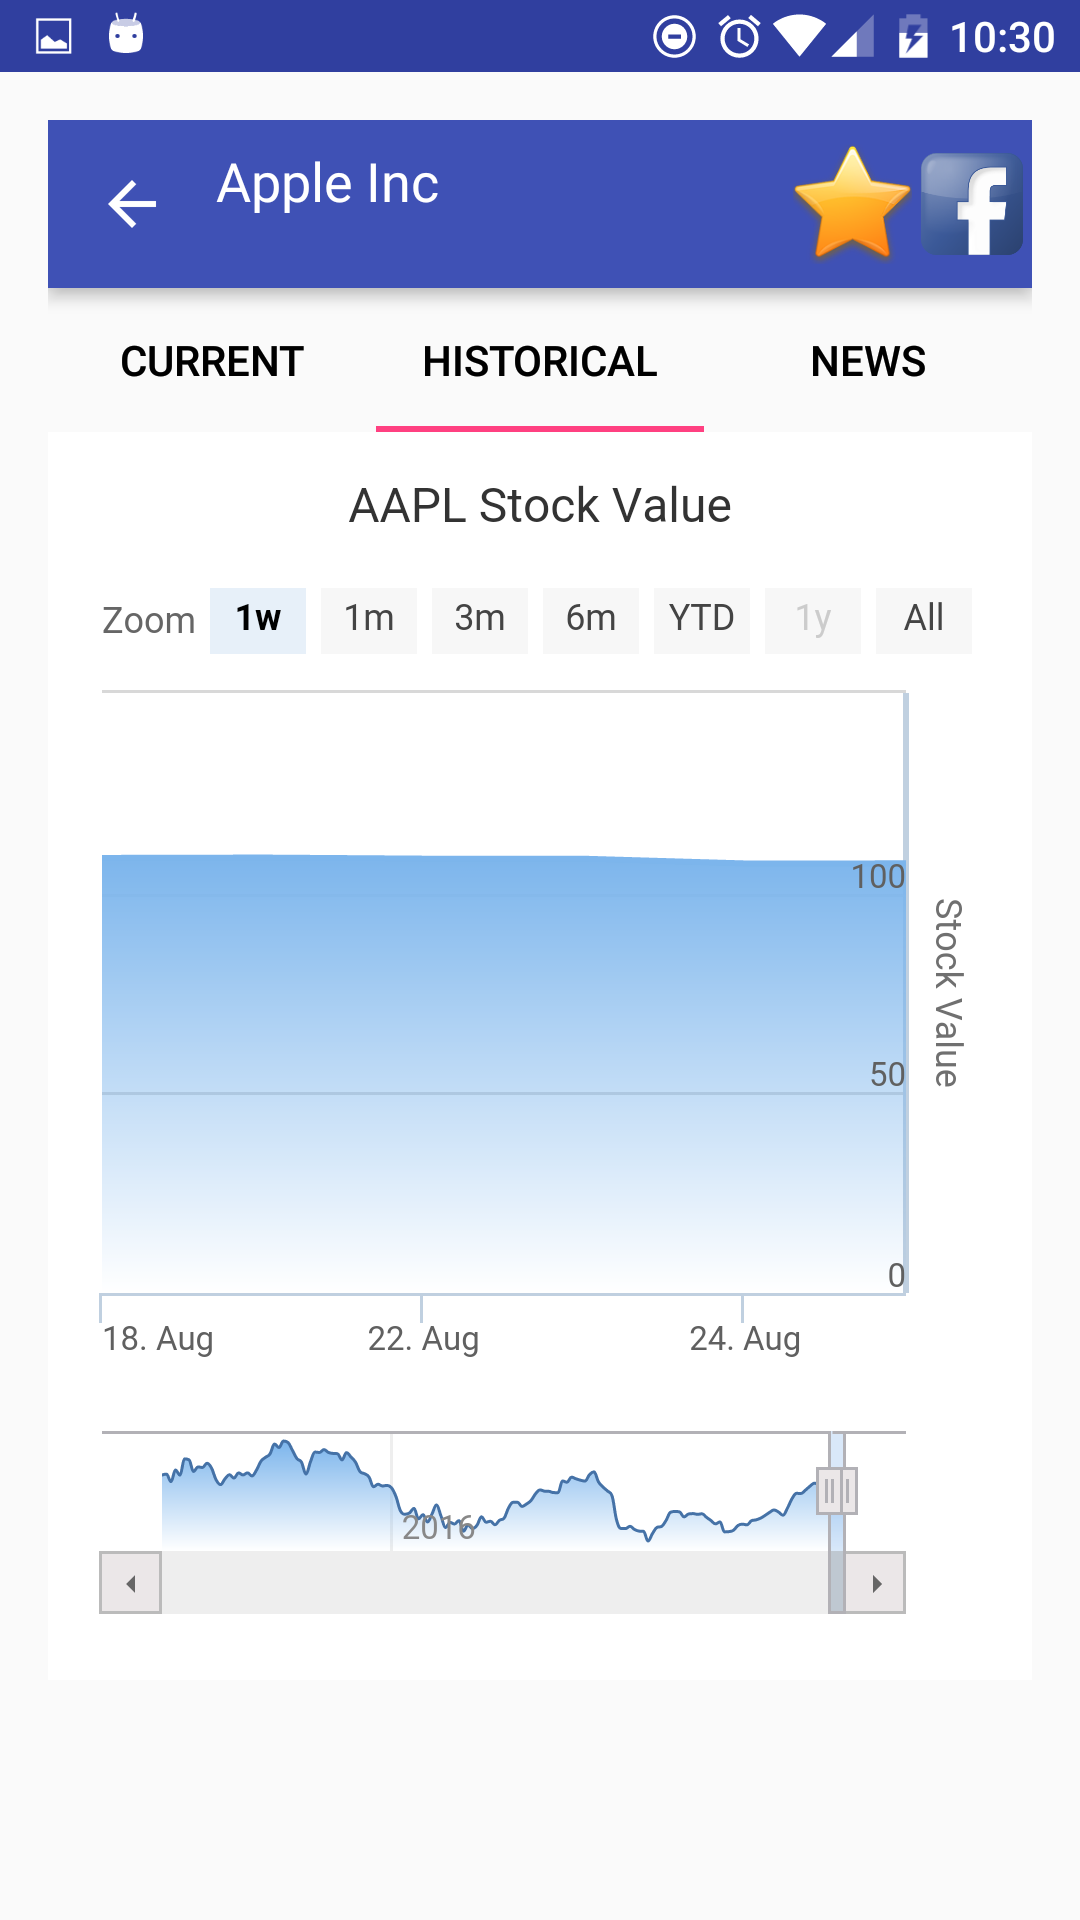 10:30
Apple Inc
CURRENT HISTORICAL NEWS
AAPL Stock Value
Zoom 1w 1m 3m 6m YTD 1y All
100
50
0
Stock Value
18. Aug 22. Aug 24. Aug
2016